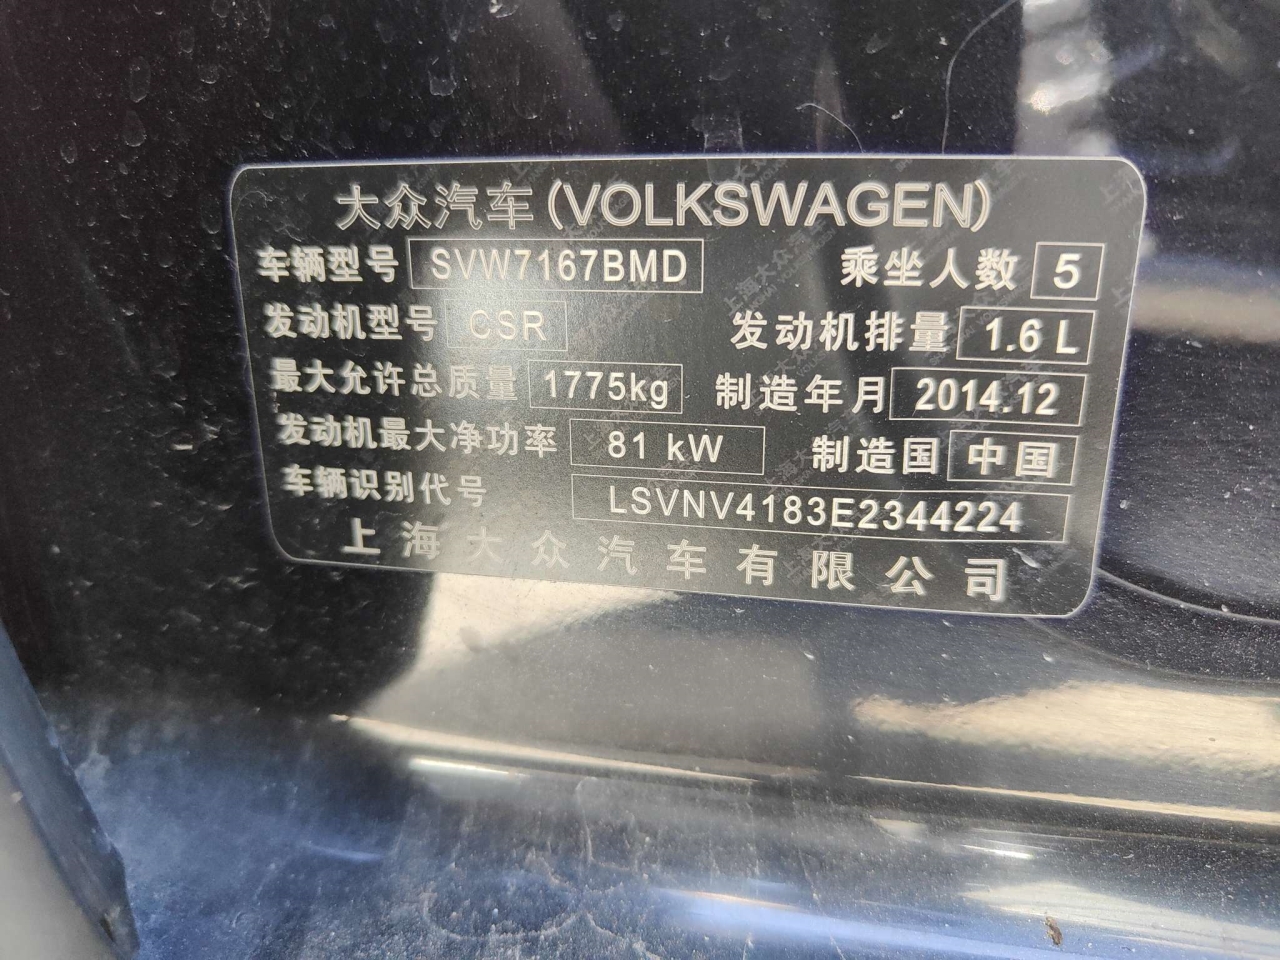 大众汽车(VOLKSWAGEN)
车辆型号 SVW7167BMD 乘坐人数 5
发动机型号 CSR 发动机排量 1.6 L
最大允许总质量 1775kg 制造年月 2014.12
发动机最大净功率 81 kW 制造国 中国
车辆识别代号 LSVNV4183E2344224
上海大众汽车有限公司